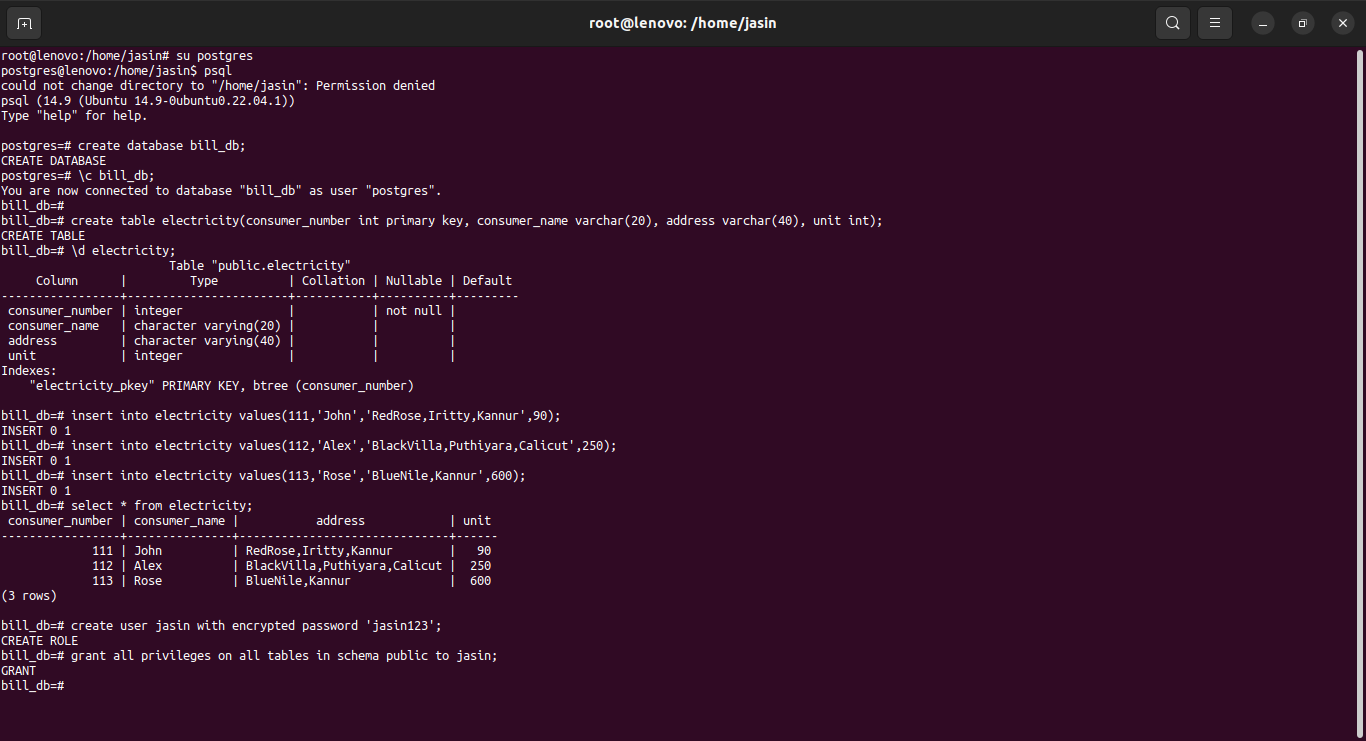 root@lenovo: /home/jasin
root@lenovo:/home/jasin# su postgres
postgres@lenovo:/home/jasin$ psql
could not change directory to "/home/jasin": Permission denied
psql (14.9 (Ubuntu 14.9-0ubuntu0.22.04.1))
Type "help" for help.

postgres=# create database bill_db;
CREATE DATABASE
postgres=# \c bill_db;
You are now connected to database "bill_db" as user "postgres".
bill_db=#
bill_db=# create table electricity(consumer_number int primary key, consumer_name varchar(20), address varchar(40), unit int);
CREATE TABLE
bill_db=# \d electricity;
                        Table "public.electricity"
     Column      |         Type          | Collation | Nullable | Default
-----------------+-----------------------+-----------+----------+---------
 consumer_number | integer               |           | not null |
 consumer_name   | character varying(20) |           |          |
 address         | character varying(40) |           |          |
 unit            | integer               |           |          |
Indexes:
    "electricity_pkey" PRIMARY KEY, btree (consumer_number)

bill_db=# insert into electricity values(111,'John','RedRose,Iritty,Kannur',90);
INSERT 0 1
bill_db=# insert into electricity values(112,'Alex','BlackVilla,Puthiyara,Calicut',250);
INSERT 0 1
bill_db=# insert into electricity values(113,'Rose','BlueNile,Kannur',600);
INSERT 0 1
bill_db=# select * from electricity;
 consumer_number | consumer_name |           address            | unit
-----------------+---------------+------------------------------+------
             111 | John          | RedRose,Iritty,Kannur        |   90
             112 | Alex          | BlackVilla,Puthiyara,Calicut |  250
             113 | Rose          | BlueNile,Kannur              |  600
(3 rows)

bill_db=# create user jasin with encrypted password 'jasin123';
CREATE ROLE
bill_db=# grant all privileges on all tables in schema public to jasin;
GRANT
bill_db=#